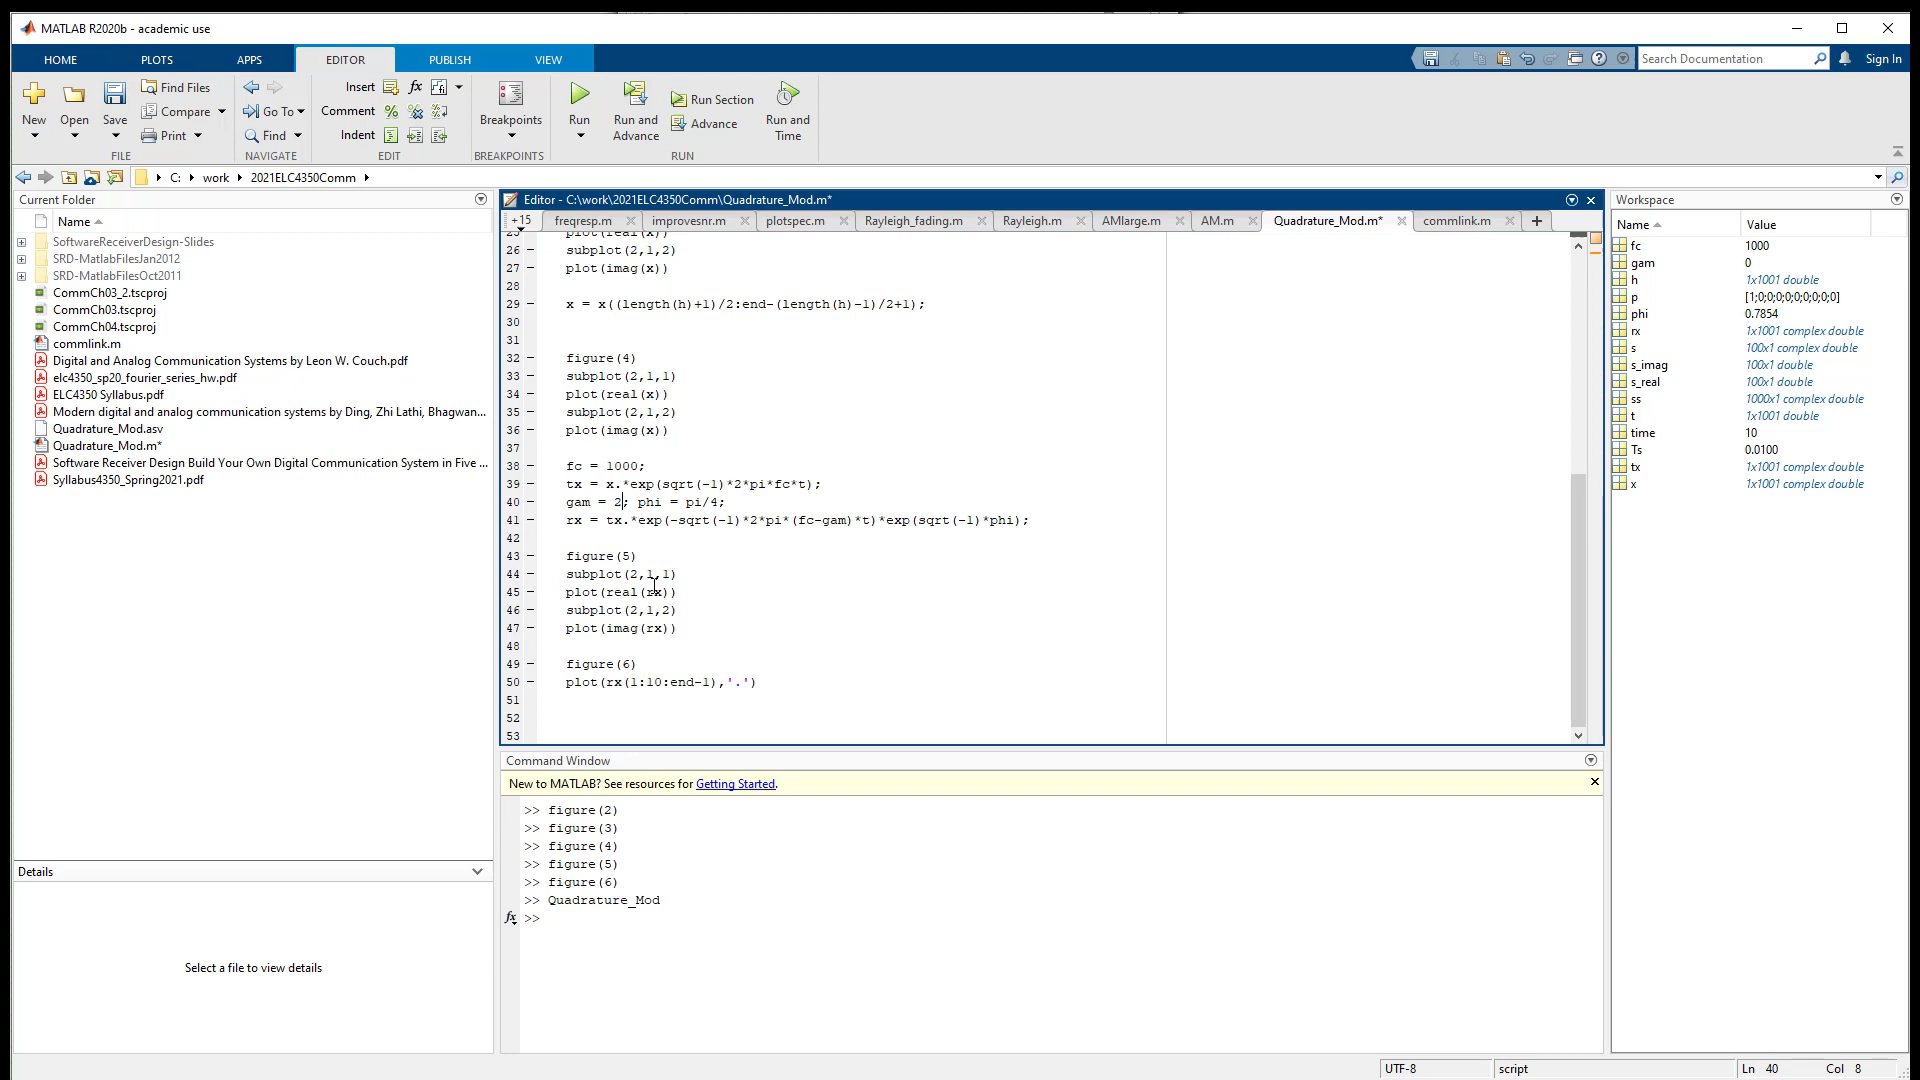 MATLAB R2020b - academic use
HOME PLOTS APPS EDITOR PUBLISH VIEW
Search Documentation
Sign In
New Open Save
Find Files
Compare
Print
FILE
Go To
Find
NAVIGATE
Insert
Comment
Indent
EDIT
Breakpoints
BREAKPOINTS
Run
Run and Advance
Run Section
Advance
Run and Time
RUN
C: work 2021ELC4350Comm
Current Folder
Name
SoftwareReceiverDesign-Slides
SRD-MatlabFilesJan2012
SRD-MatlabFilesOct2011
CommCh03_2.tscproj
CommCh03.tscproj
CommCh04.tscproj
commlink.m
Digital and Analog Communication Systems by Leon W. Couch.pdf
elc4350_sp20_fourier_series_hw.pdf
ELC4350 Syllabus.pdf
Modern digital and analog communication systems by Ding, Zhi Lathi, Bhagwan...
Quadrature_Mod.asv
Quadrature_Mod.m*
Software Receiver Design Build Your Own Digital Communication System in Five ...
Syllabus4350_Spring2021.pdf
Details
Select a file to view details
Editor - C:\work\2021ELC4350Comm\Quadrature_Mod.m*
+15 freqresp.m improvesnr.m plotspec.m Rayleigh_fading.m Rayleigh.m AMlarge.m AM.m Quadrature_Mod.m* commlink.m
25 plot(real(x))
26 subplot(2,1,2)
27 plot(imag(x))
28
29 x = x((length(h)+1)/2:end-(length(h)-1)/2+1);
30
31
32 figure(4)
33 subplot(2,1,1)
34 plot(real(x))
35 subplot(2,1,2)
36 plot(imag(x))
37
38 fc = 1000;
39 tx = x.*exp(sqrt(-1)*2*pi*fc*t);
40 gam = 2; phi = pi/4;
41 rx = tx.*exp(-sqrt(-1)*2*pi*(fc-gam)*t)*exp(sqrt(-1)*phi);
42
43 figure(5)
44 subplot(2,1,1)
45 plot(real(rx))
46 subplot(2,1,2)
47 plot(imag(rx))
48
49 figure(6)
50 plot(rx(1:10:end-1),'.')
51
52
53
Command Window
New to MATLAB? See resources for Getting Started.
>> figure(2)
>> figure(3)
>> figure(4)
>> figure(5)
>> figure(6)
>> Quadrature_Mod
fx >>
Workspace
Name Value
fc 1000
gam 0
h 1x1001 double
p [1;0;0;0;0;0;0;0;0;0]
phi 0.7854
rx 1x1001 complex double
s 100x1 complex double
s_imag 100x1 double
s_real 100x1 double
ss 1000x1 complex double
t 1x1001 double
time 10
Ts 0.0100
tx 1x1001 complex double
x 1x1001 complex double
UTF-8 script Ln 40 Col 8